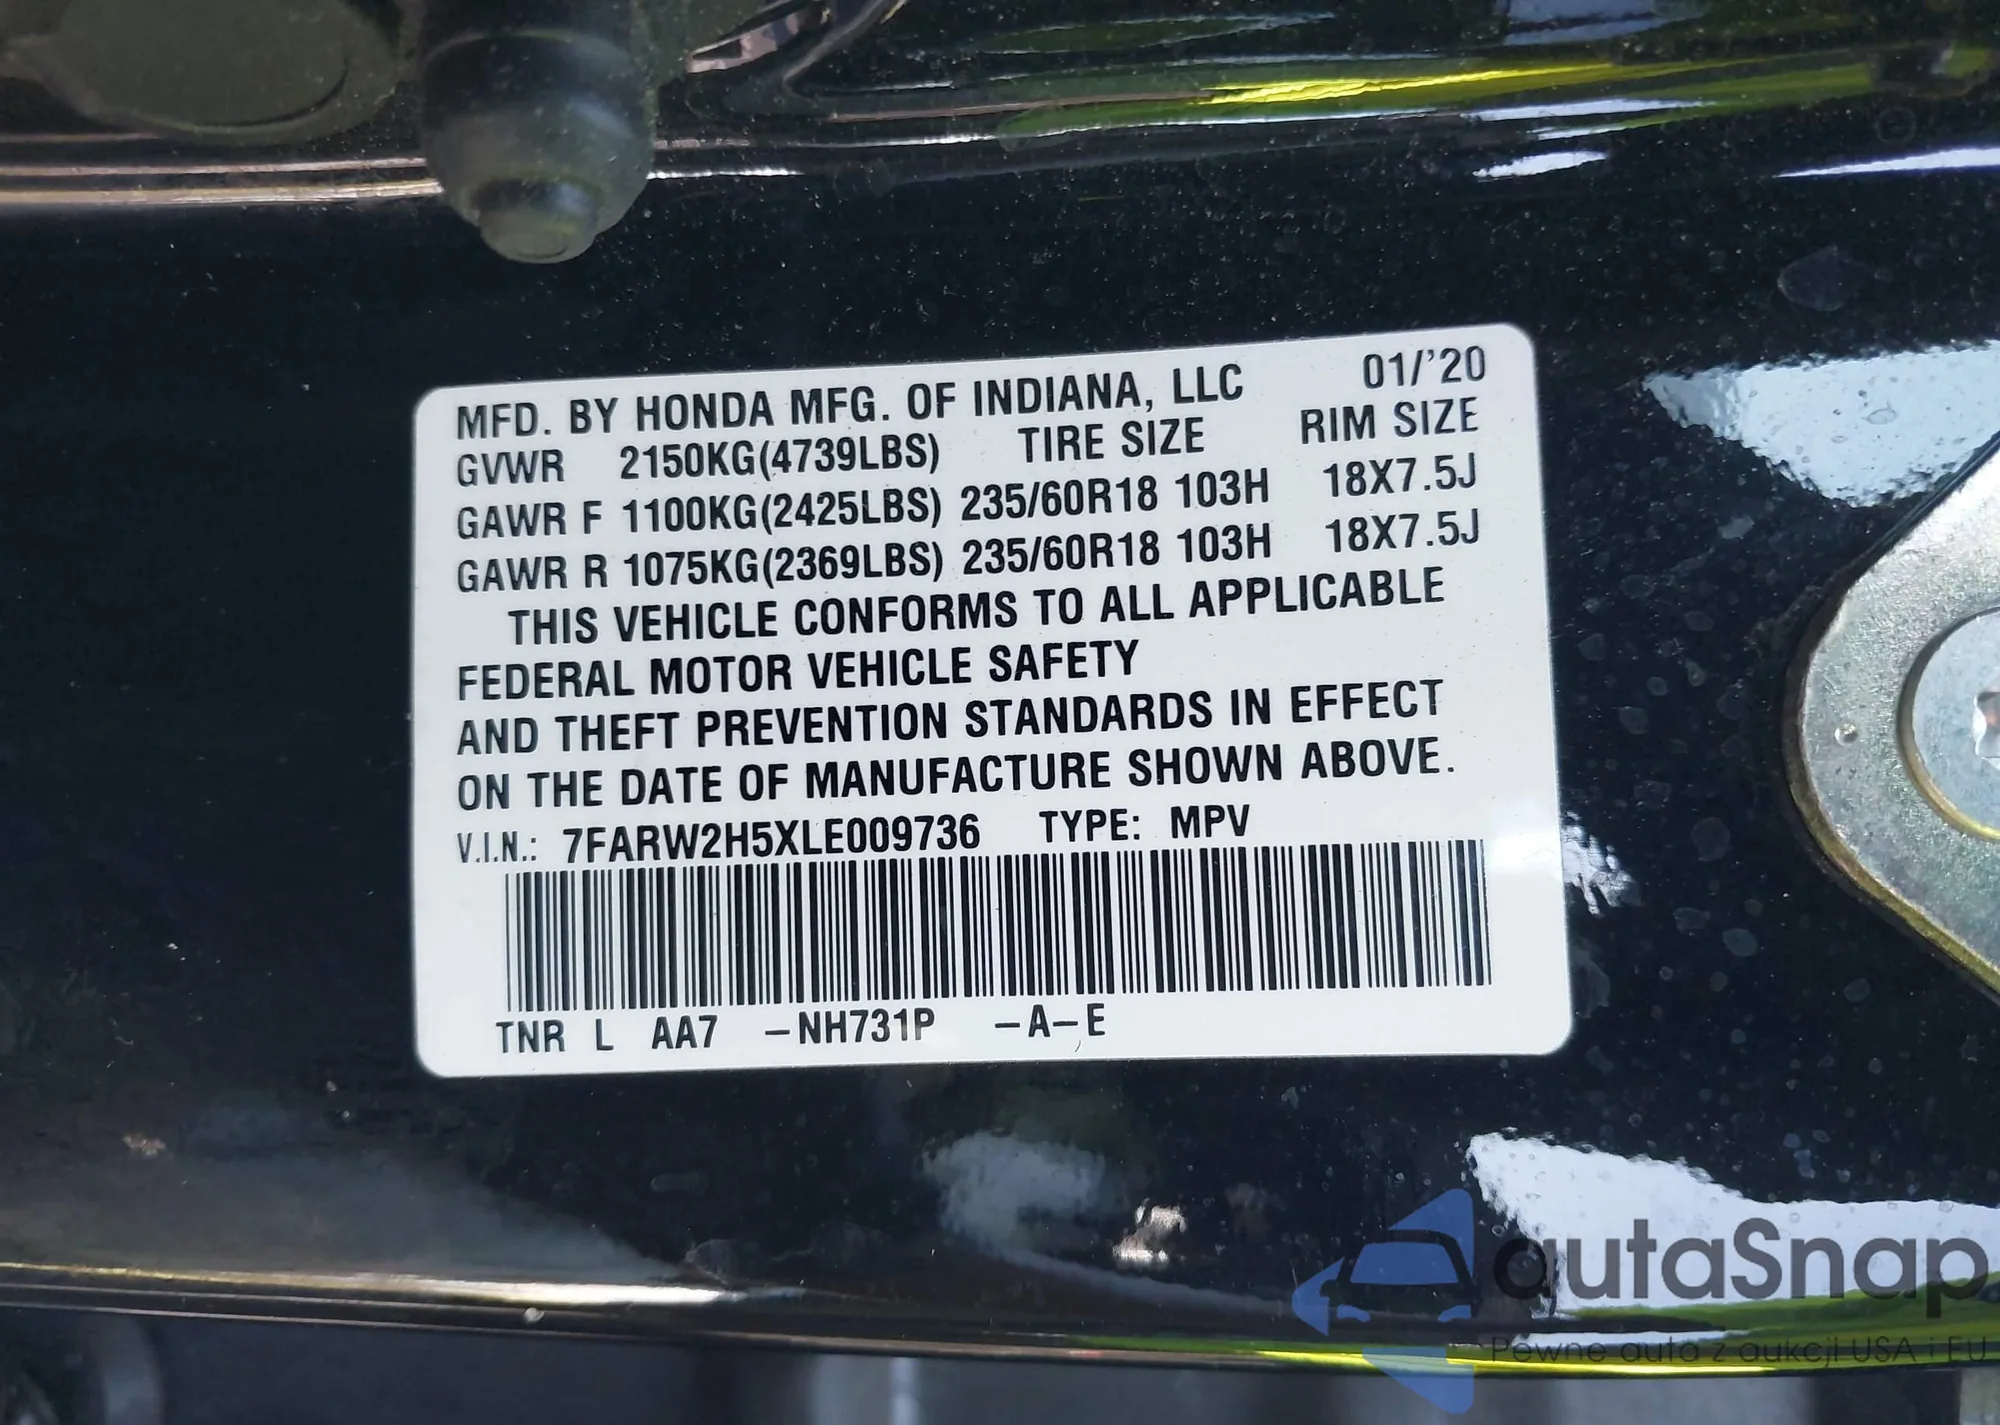 MFD. BY HONDA MFG. OF INDIANA, LLC 01/'20
GVWR 2150KG(4739LBS) TIRE SIZE RIM SIZE
GAWR F 1100KG(2425LBS) 235/60R18 103H 18X7.5J
GAWR R 1075KG(2369LBS) 235/60R18 103H 18X7.5J
THIS VEHICLE CONFORMS TO ALL APPLICABLE
FEDERAL MOTOR VEHICLE SAFETY
AND THEFT PREVENTION STANDARDS IN EFFECT
ON THE DATE OF MANUFACTURE SHOWN ABOVE.
V.I.N.: 7FARW2H5XLE009736 TYPE: MPV
TNR L AA7 -NH731P -A-E
autaSnap
Pewne auto z aukcji USA i EU